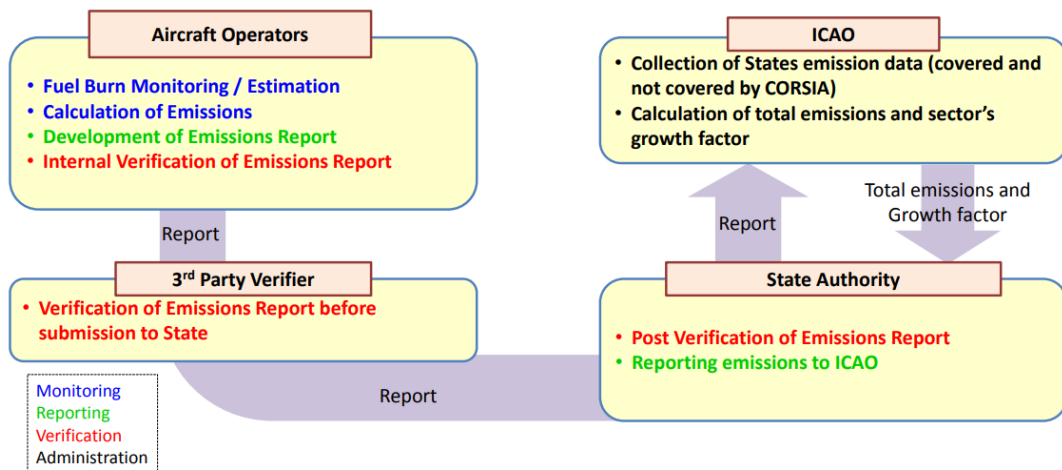 Aircraft Operators
• Fuel Burn Monitoring / Estimation
• Calculation of Emissions
• Development of Emissions Report
• Internal Verification of Emissions Report
Report
3rd Party Verifier
• Verification of Emissions Report before
submission to State
Report
ICAO
• Collection of States emission data (covered and
not covered by CORSIA)
• Calculation of total emissions and sector’s
growth factor
Report
Total emissions and
Growth factor
State Authority
• Post Verification of Emissions Report
• Reporting emissions to ICAO
Monitoring
Reporting
Verification
Administration